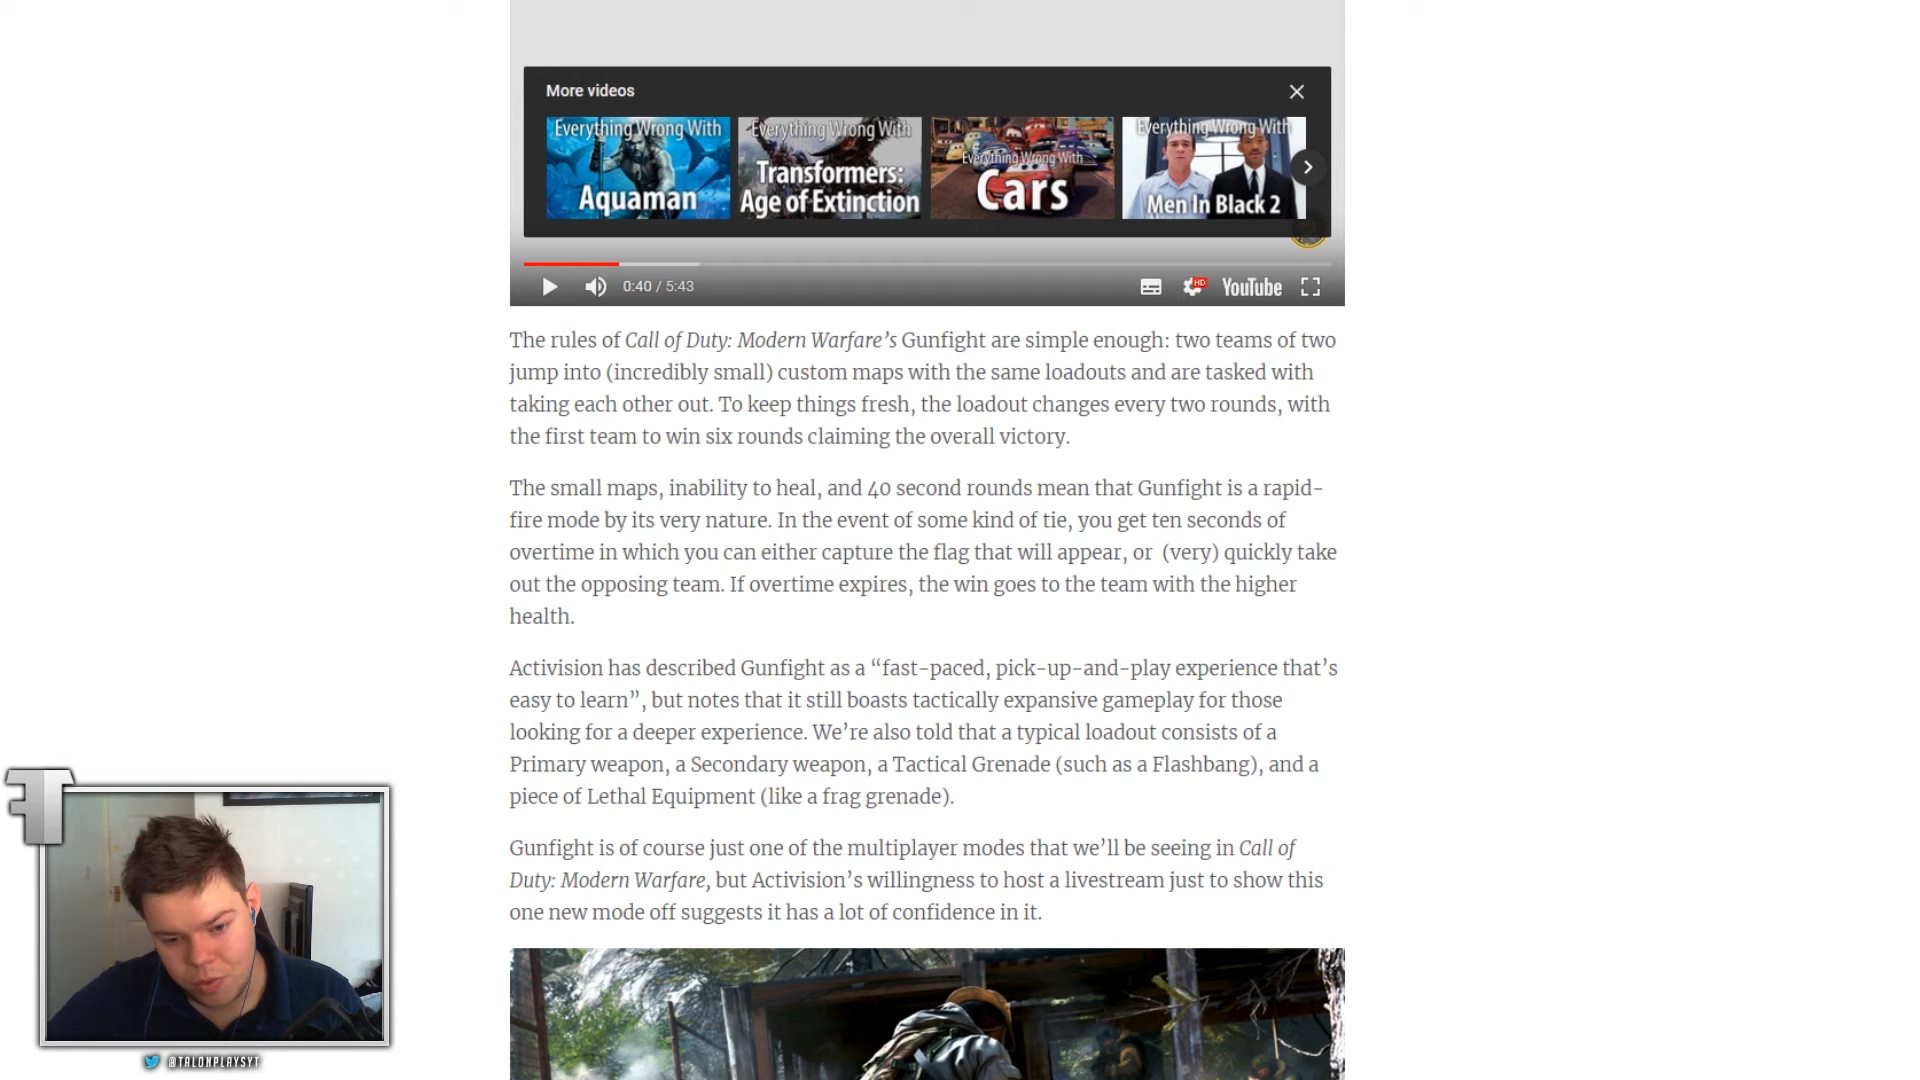 More videos
Everything Wrong With
Aquaman
Everything Wrong With
Transformers:
Age of Extinction
Everything Wrong With
Cars
Everything Wrong With
Men In Black 2
0:40 / 5:43
HD
YouTube
The rules of Call of Duty: Modern Warfare’s Gunfight are simple enough: two teams of two
jump into (incredibly small) custom maps with the same loadouts and are tasked with
taking each other out. To keep things fresh, the loadout changes every two rounds, with
the first team to win six rounds claiming the overall victory.
The small maps, inability to heal, and 40 second rounds mean that Gunfight is a rapid-
fire mode by its very nature. In the event of some kind of tie, you get ten seconds of
overtime in which you can either capture the flag that will appear, or (very) quickly take
out the opposing team. If overtime expires, the win goes to the team with the higher
health.
Activision has described Gunfight as a “fast-paced, pick-up-and-play experience that’s
easy to learn”, but notes that it still boasts tactically expansive gameplay for those
looking for a deeper experience. We’re also told that a typical loadout consists of a
Primary weapon, a Secondary weapon, a Tactical Grenade (such as a Flashbang), and a
piece of Lethal Equipment (like a frag grenade).
Gunfight is of course just one of the multiplayer modes that we’ll be seeing in Call of
Duty: Modern Warfare, but Activision’s willingness to host a livestream just to show this
one new mode off suggests it has a lot of confidence in it.
@TALONPLAYSYT